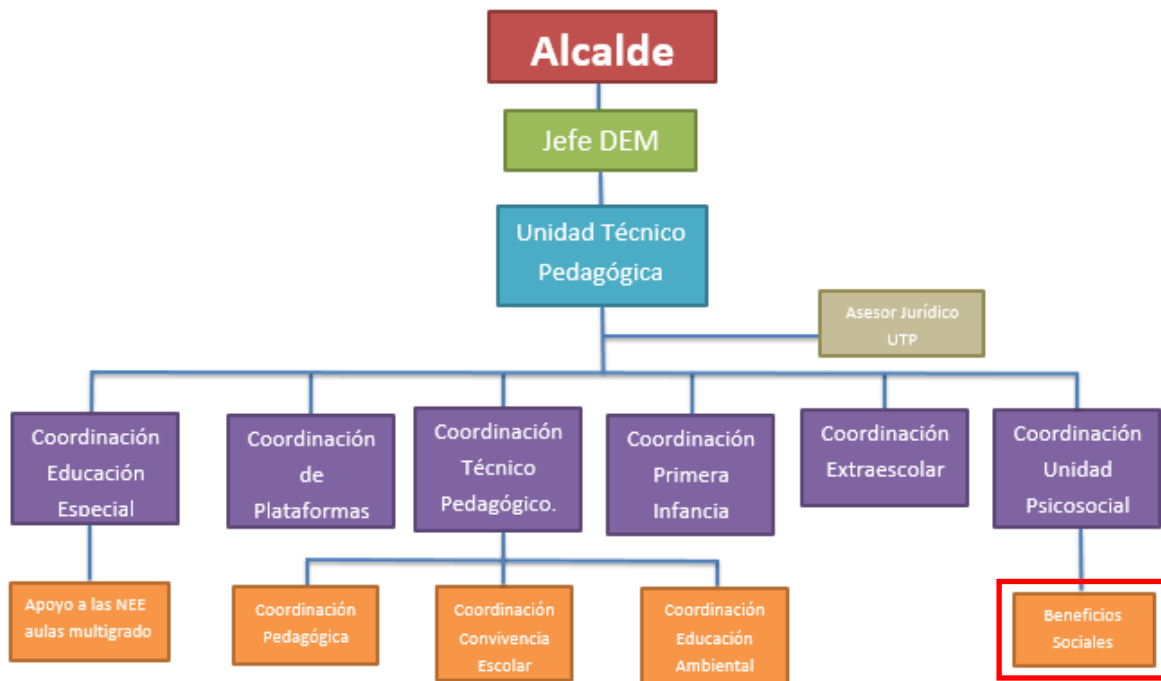 Alcalde
Jefe DEM
Unidad Técnico
Pedagógica
Asesor Jurídico
UTP
Coordinación
Educación
Especial
Coordinación
de
Plataformas
Coordinación
Técnico
Pedagógico.
Coordinación
Primera
Infancia
Coordinación
Extraescolar
Coordinación
Unidad
Psicosocial
Apoyo a las NEE
aulas multigrado
Coordinación
Pedagógica
Coordinación
Convivencia
Escolar
Coordinación
Educación
Ambiental
Beneficios
Sociales